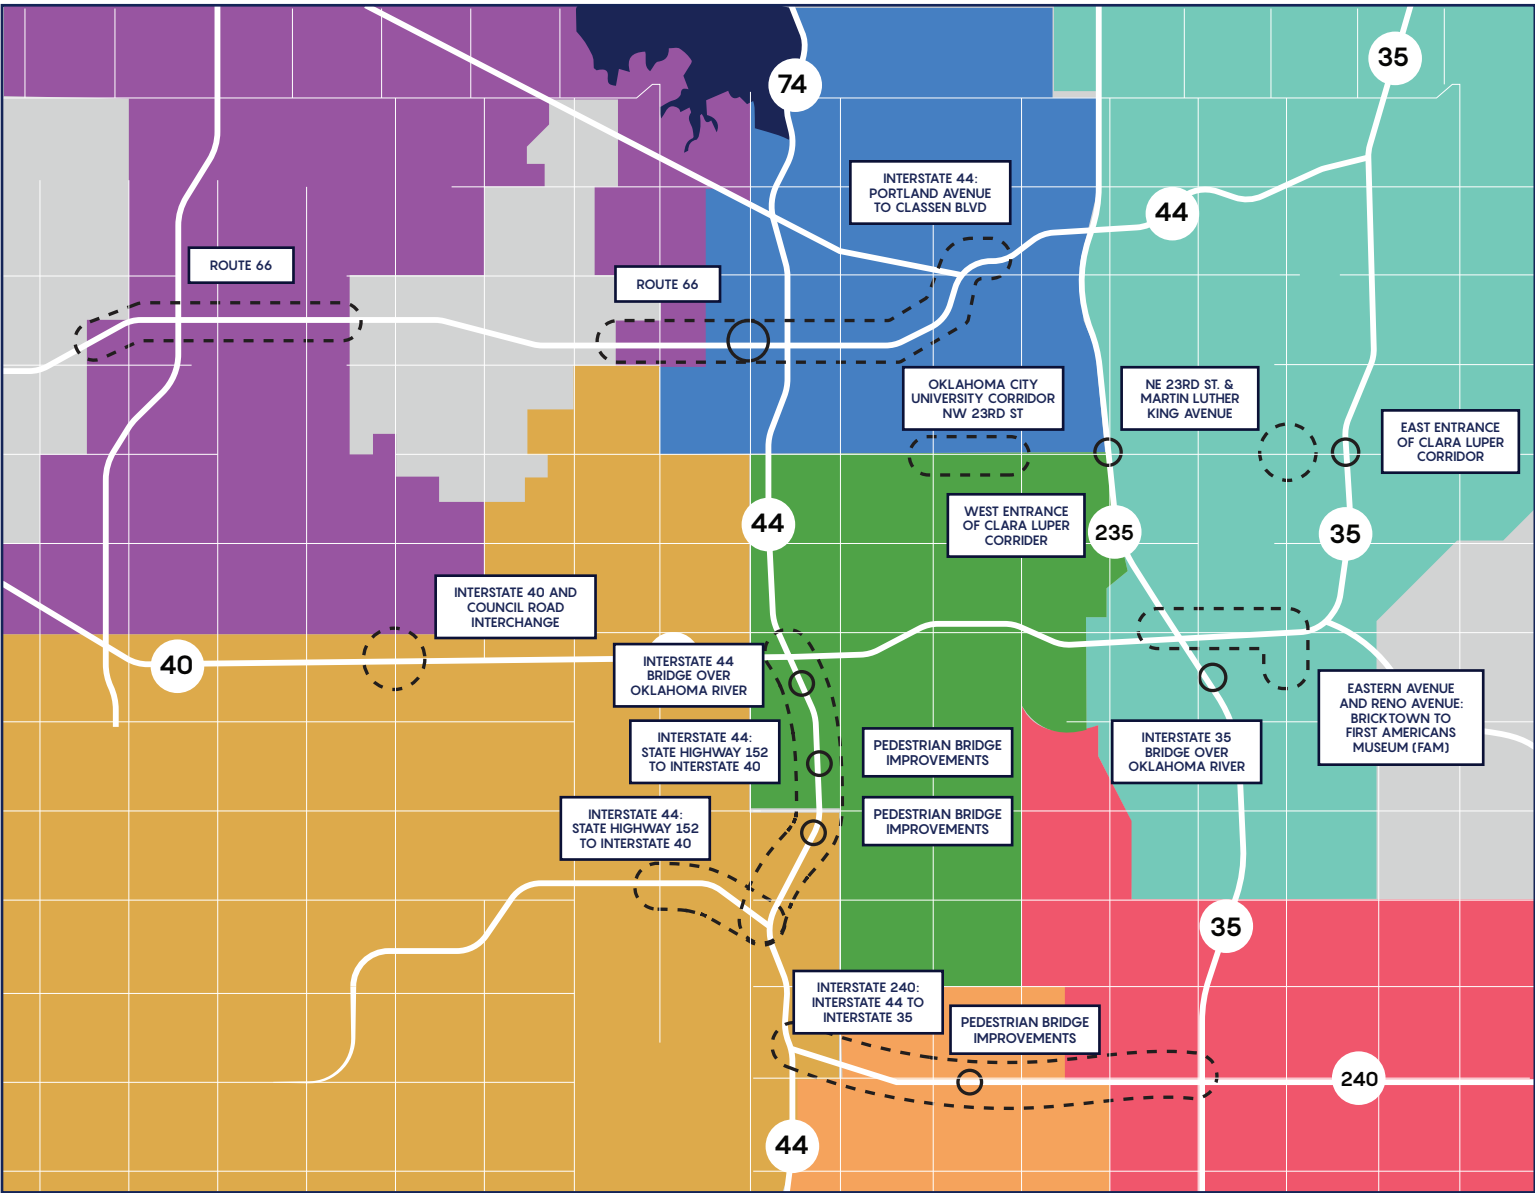 35
74
INTERSTATE 44:
PORTLAND AVENUE
TO CLASSEN BLVD
44
ROUTE 66
ROUTE 66
OKLAHOMA CITY
UNIVERSITY CORRIDOR
NW 23RD ST
NE 23RD ST. &
MARTIN LUTHER
KING AVENUE
EAST ENTRANCE
OF CLARA LUPER
CORRIDOR
WEST ENTRANCE
OF CLARA LUPER
CORRIDER
44
235
35
INTERSTATE 40 AND
COUNCIL ROAD
INTERCHANGE
40
INTERSTATE 44
BRIDGE OVER
OKLAHOMA RIVER
EASTERN AVENUE
AND RENO AVENUE:
BRICKTOWN TO
FIRST AMERICANS
MUSEUM (FAM)
INTERSTATE 44:
STATE HIGHWAY 152
TO INTERSTATE 40
PEDESTRIAN BRIDGE
IMPROVEMENTS
INTERSTATE 35
BRIDGE OVER
OKLAHOMA RIVER
INTERSTATE 44:
STATE HIGHWAY 152
TO INTERSTATE 40
PEDESTRIAN BRIDGE
IMPROVEMENTS
35
INTERSTATE 240:
INTERSTATE 44 TO
INTERSTATE 35
PEDESTRIAN BRIDGE
IMPROVEMENTS
240
44